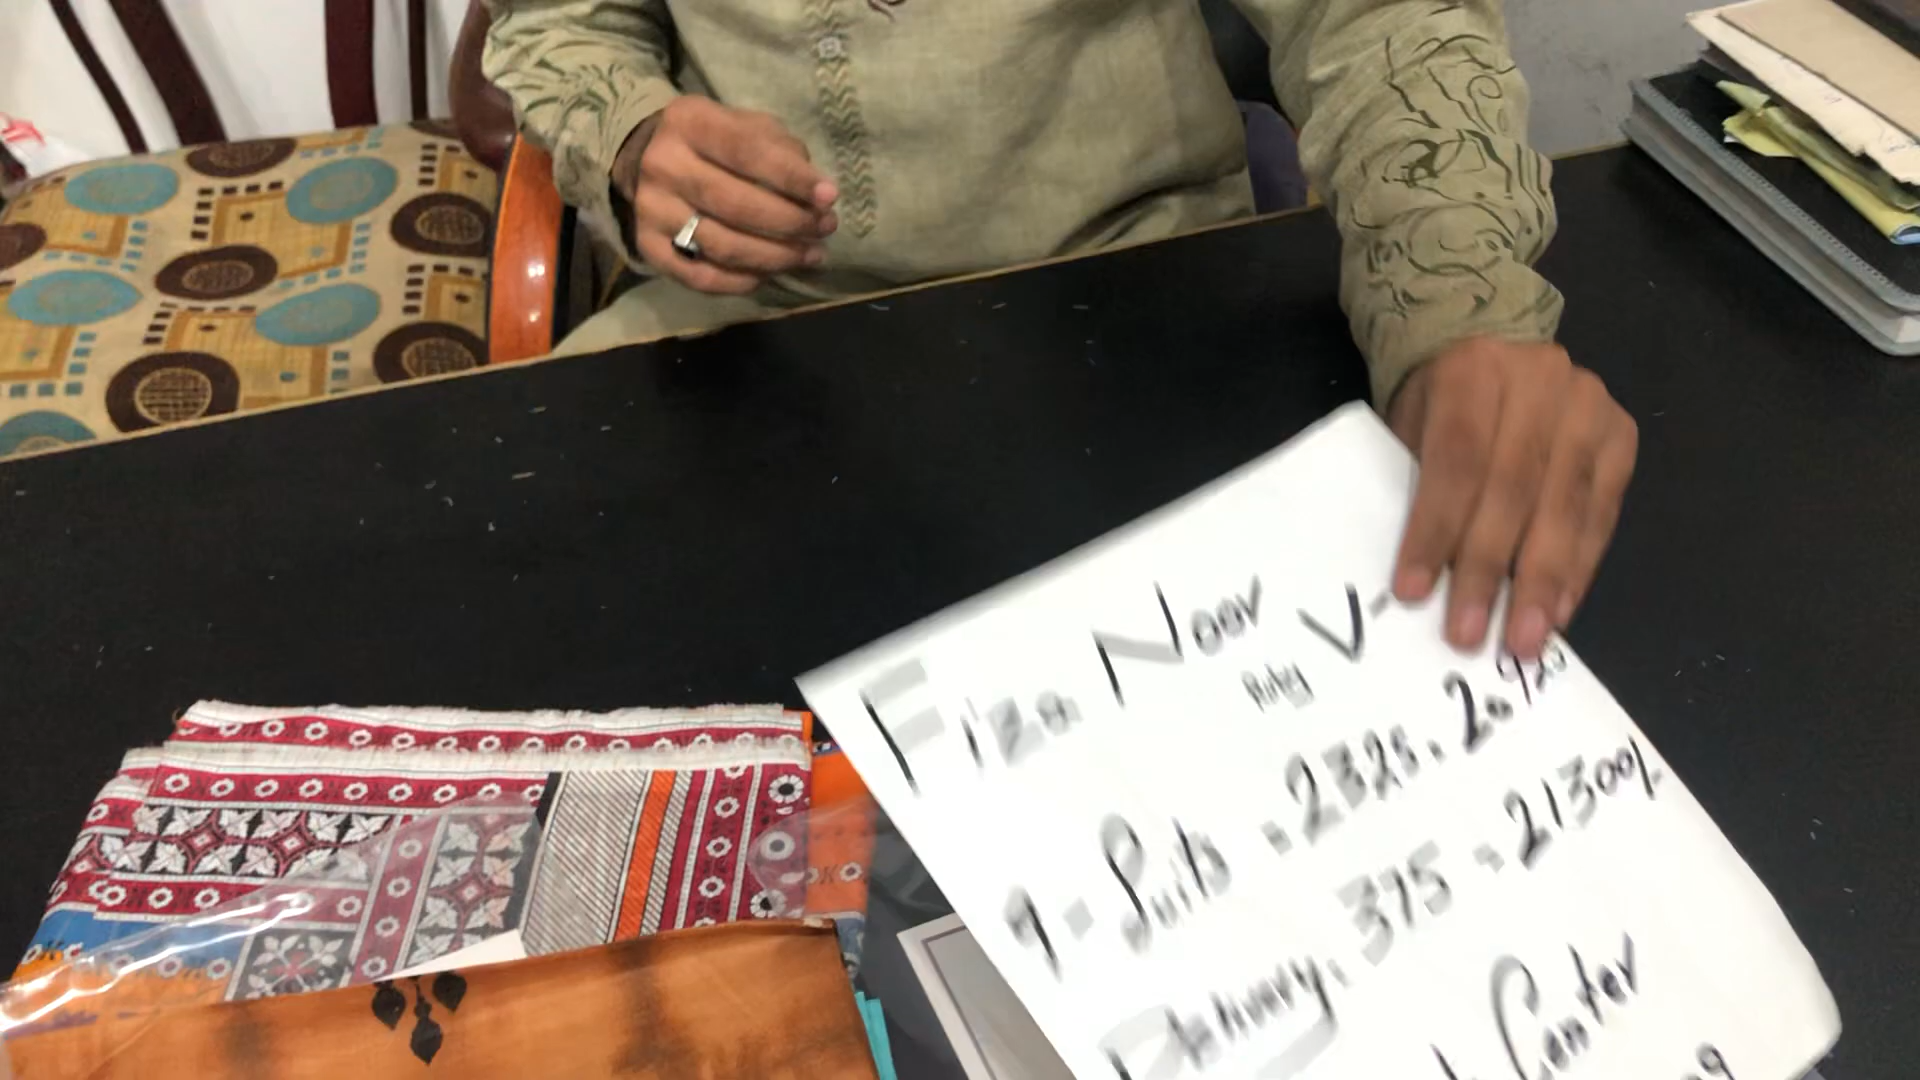 Fiza Noor V-
9 - Suits = 2325 = 20925
Delivery = 375 = 21300/-
Center